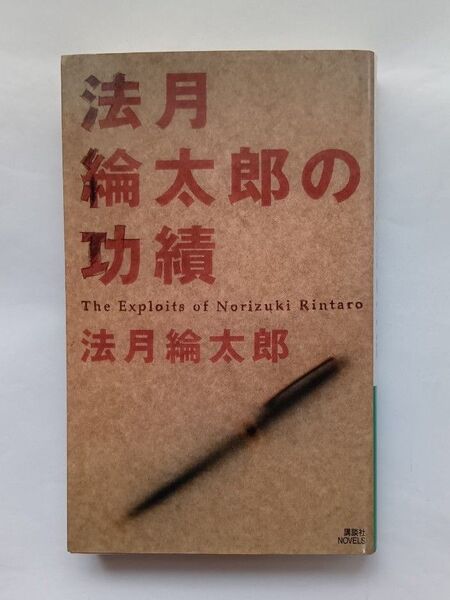 法月
綸太郎の
功績
The Exploits of Norizuki Rintaro
法月綸太郎
講談社
NOVELS